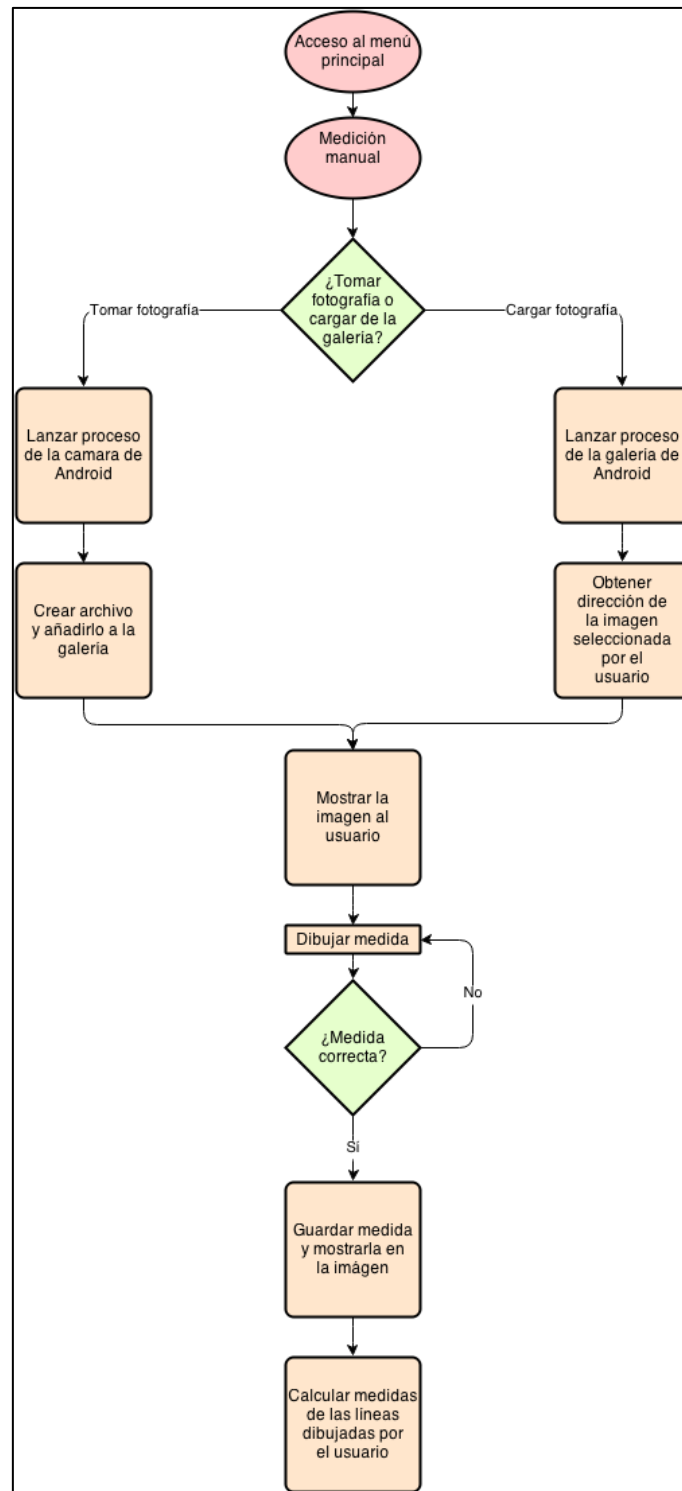 Acceso al menú
principal
Medición
manual
¿Tomar
fotografía o
cargar de la
galería?
Tomar fotografía
Cargar fotografía
Lanzar proceso
de la camara de
Android
Lanzar proceso
de la galería de
Android
Crear archivo
y añadirlo a la
galería
Obtener
dirección de
la imagen
seleccionada
por el
usuario
Mostrar la
imagen al
usuario
Dibujar medida
No
¿Medida
correcta?
Sí
Guardar medida
y mostrarla en
la imágen
Calcular medidas
de las líneas
dibujadas por
el usuario